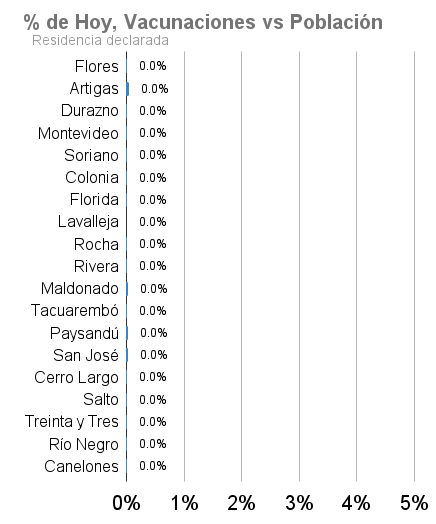 % de Hoy, Vacunaciones vs Población
Residencia declarada
Flores 0.0%
Artigas 0.0%
Durazno 0.0%
Montevideo 0.0%
Soriano 0.0%
Colonia 0.0%
Florida 0.0%
Lavalleja 0.0%
Rocha 0.0%
Rivera 0.0%
Maldonado 0.0%
Tacuarembó 0.0%
Paysandú 0.0%
San José 0.0%
Cerro Largo 0.0%
Salto 0.0%
Treinta y Tres 0.0%
Río Negro 0.0%
Canelones 0.0%
0% 1% 2% 3% 4% 5%